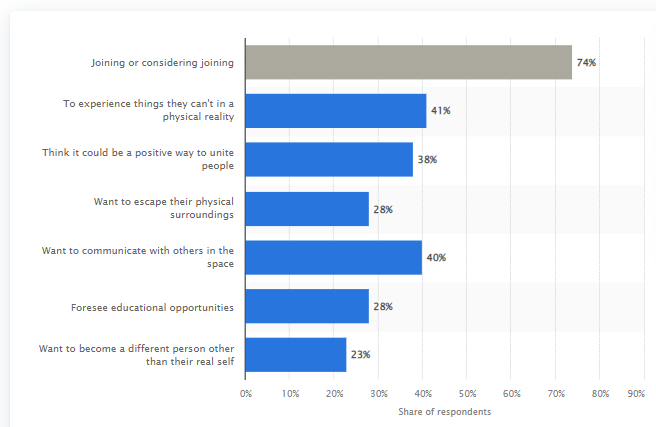 Joining or considering joining
74%
To experience things they can't in a
physical reality
41%
Think it could be a positive way to unite
people
38%
Want to escape their physical
surroundings
28%
Want to communicate with others in the
space
40%
Foresee educational opportunities
28%
Want to become a different person other
than their real self
23%
0% 10% 20% 30% 40% 50% 60% 70% 80% 90%
Share of respondents